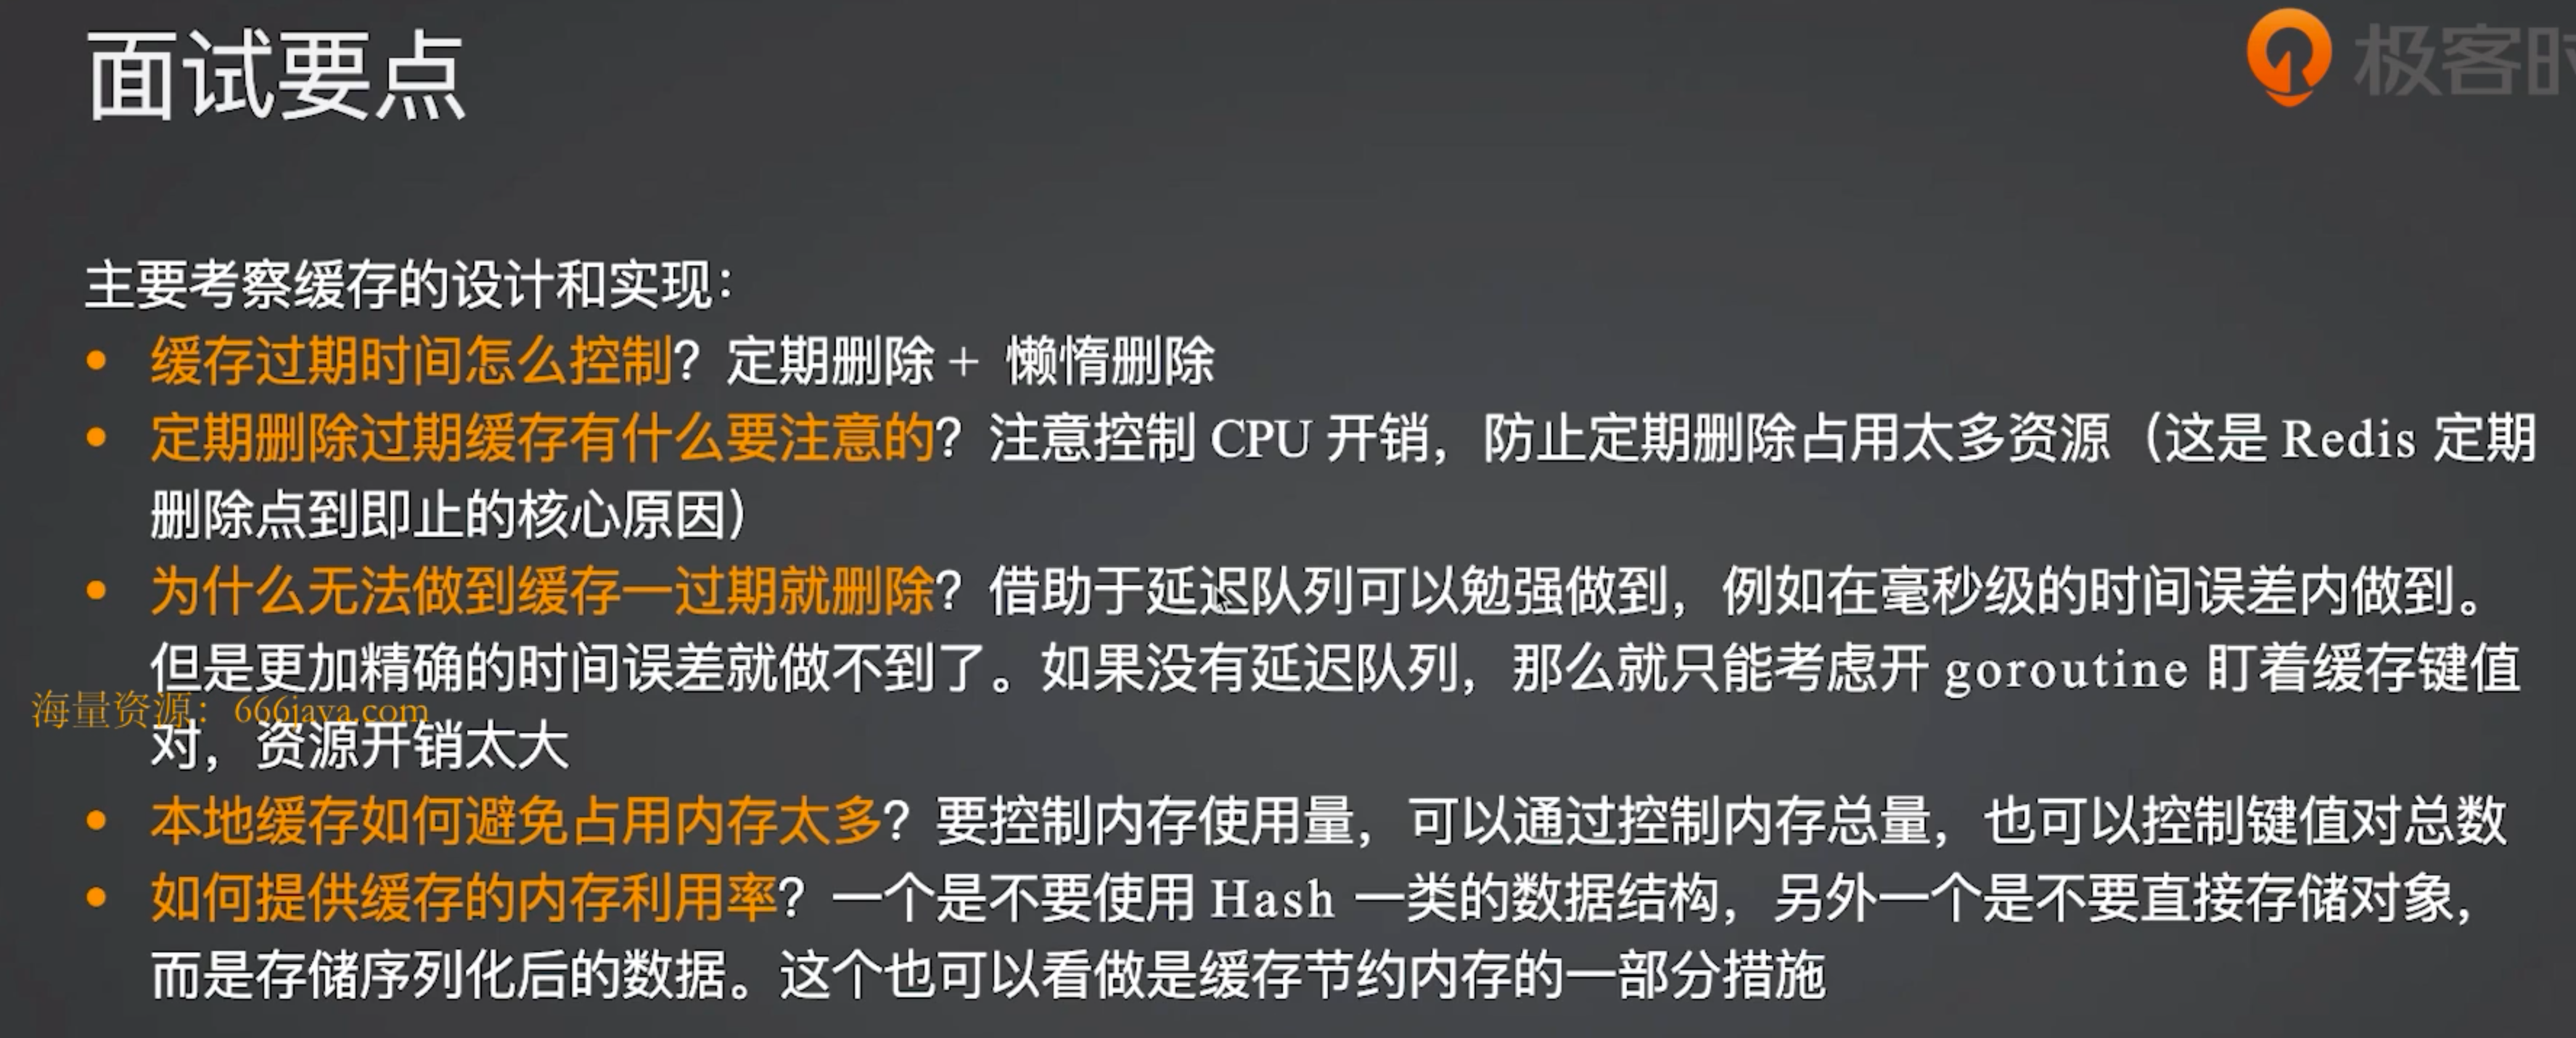 面试要点
极客时
主要考察缓存的设计和实现：
• 缓存过期时间怎么控制？定期删除 + 懒惰删除
• 定期删除过期缓存有什么要注意的？注意控制 CPU 开销，防止定期删除占用太多资源（这是 Redis 定期
删除点到即止的核心原因）
• 为什么无法做到缓存一过期就删除？借助于延迟队列可以勉强做到，例如在毫秒级的时间误差内做到。
但是更加精确的时间误差就做不到了。如果没有延迟队列，那么就只能考虑开 goroutine 盯着缓存键值
海量资源：666java.com
对，资源开销太大
• 本地缓存如何避免占用内存太多？要控制内存使用量，可以通过控制内存总量，也可以控制键值对总数
• 如何提供缓存的内存利用率？一个是不要使用 Hash 一类的数据结构，另外一个是不要直接存储对象，
而是存储序列化后的数据。这个也可以看做是缓存节约内存的一部分措施